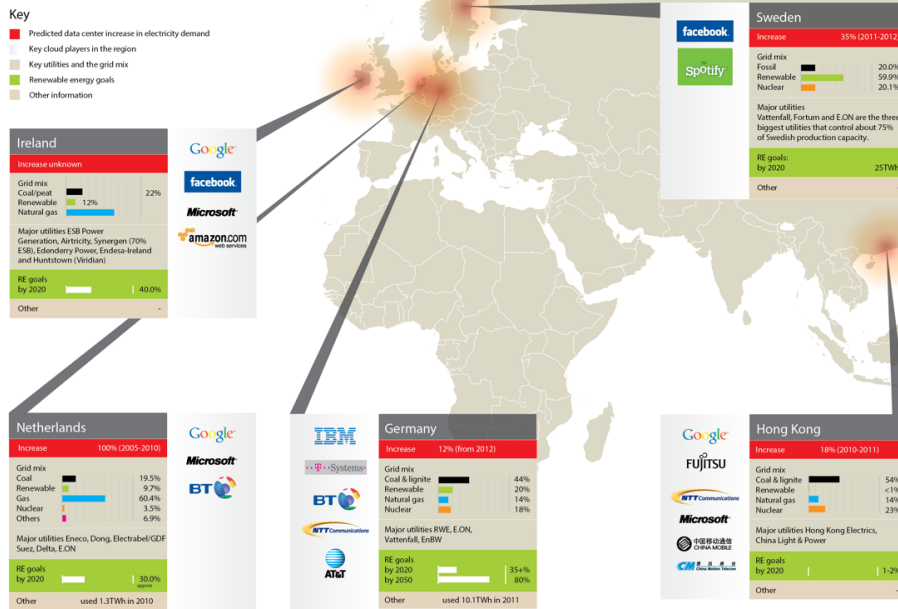 Key
Predicted data center increase in electricity demand
Key cloud players in the region
Key utilities and the grid mix
Renewable energy goals
Other information
Ireland
Increase unknown
Grid mix
Coal/peat 22%
Renewable 12%
Natural gas
Major utilities ESB Power
Generation, Airtricity, Synergen (70%
ESB), Edenderry Power, Endesa-Ireland
and Huntstown (Viridian)
RE goals
by 2020 40.0%
Other -
Google
facebook.
Microsoft
amazon.com
web services
facebook.
Spotify
Sweden
Increase 35% (2011-2012)
Grid mix
Fossil 20.0%
Renewable 59.9%
Nuclear 20.1%
Major utilities
Vattenfall, Fortum and E.ON are the three
biggest utilities that control about 75%
of Swedish production capacity.
RE goals:
by 2020 25TWh
Other -
Netherlands
Increase 100% (2005-2010)
Grid mix
Coal 19.5%
Renewable 9.7%
Gas 60.4%
Nuclear 3.5%
Others 6.9%
Major utilities Eneco, Dong, Electrabel/GDF
Suez, Delta, E.ON
RE goals
by 2020 30.0%
approx
Other used 1.3TWh in 2010
Google
Microsoft
BT
IBM
T-Systems
BT
NTT Communications
AT&T
Germany
Increase 12% (from 2012)
Grid mix
Coal & lignite 44%
Renewable 20%
Natural gas 14%
Nuclear 18%
Major utilities RWE, E.ON,
Vattenfall, EnBW
RE goals
by 2020 35+%
by 2050 80%
Other used 10.1TWh in 2011
Google
FUJITSU
NTT Communications
Microsoft
中国移动通信
CHINA MOBILE
CM
China Motion Telecom
Hong Kong
Increase 18% (2010-2011)
Grid mix
Coal & lignite 54%
Renewable <1%
Natural gas 14%
Nuclear 23%
Major utilities Hong Kong Electrics,
China Light & Power
RE goals
by 2020 1-2%
Other -